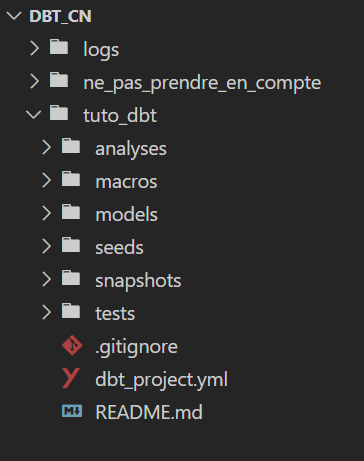 DBT_CN
logs
ne_pas_prendre_en_compte
tuto_dbt
analyses
macros
models
seeds
snapshots
tests
.gitignore
dbt_project.yml
README.md